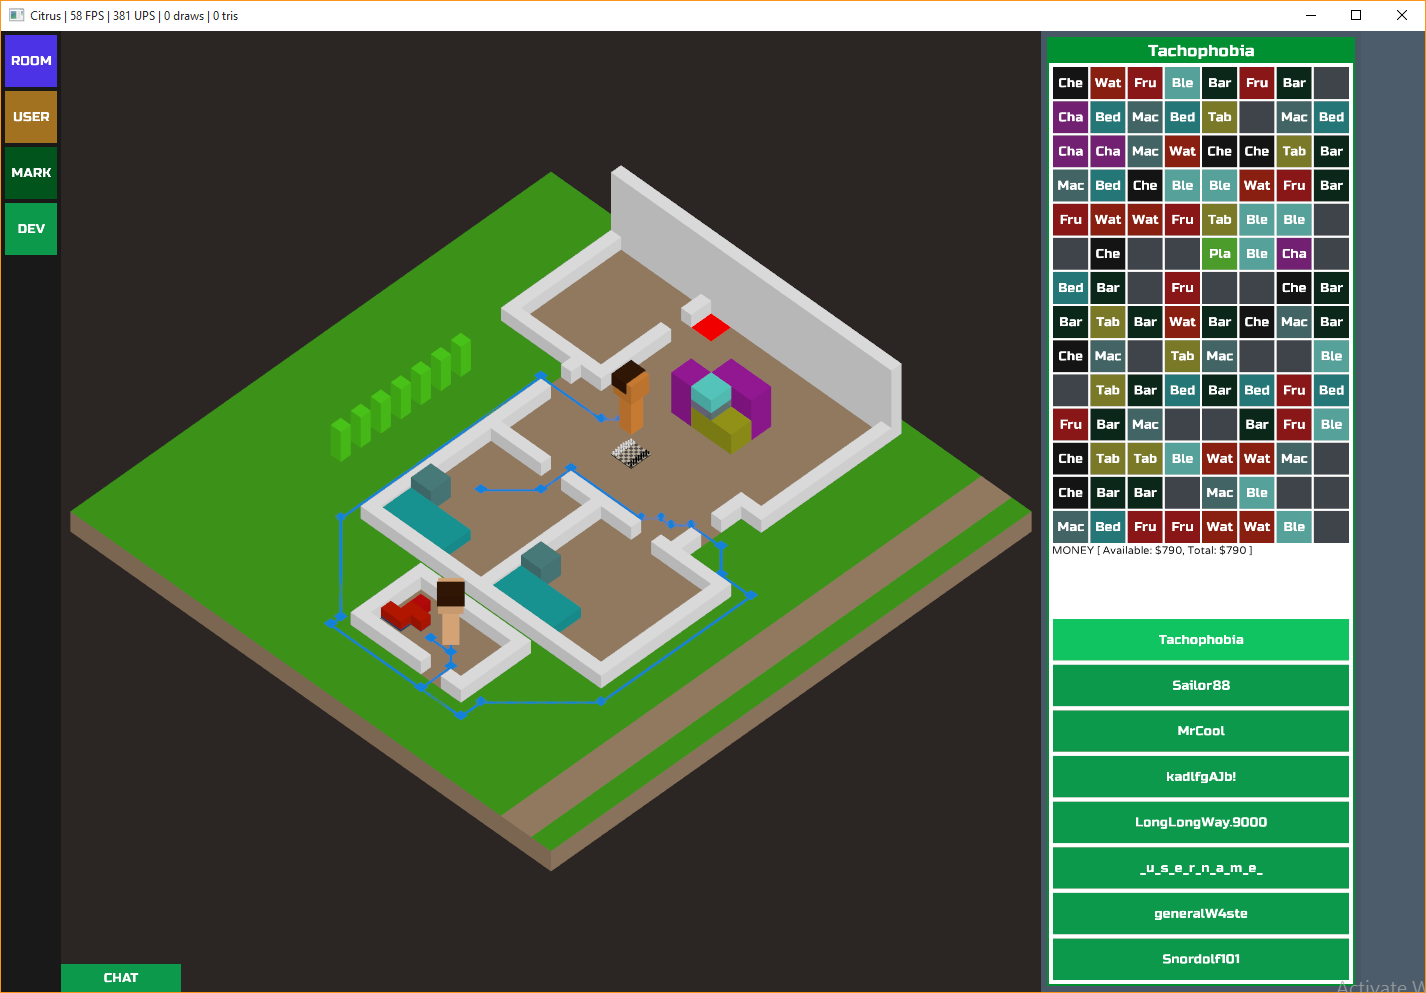 Citrus | 58 FPS | 381 UPS | 0 draws | 0 tris
ROOM
USER
MARK
DEV
CHAT
Tachophobia
Che Wat Fru Ble Bar Fru Bar
Cha Bed Mac Bed Tab Mac Bed
Cha Cha Mac Wat Che Che Tab Bar
Mac Bed Che Ble Ble Wat Fru Bar
Fru Wat Wat Fru Tab Ble Ble
Che Pla Ble Cha
Bed Bar Fru Che Bar
Bar Tab Bar Wat Bar Che Mac Bar
Che Mac Tab Mac Ble
Tab Bar Bed Bar Bed Fru Bed
Fru Bar Mac Bar Fru Ble
Che Tab Tab Ble Wat Wat Mac
Che Bar Bar Mac Ble
Mac Bed Fru Fru Wat Wat Ble
MONEY [ Available: $790, Total: $790 ]
Tachophobia
Sailor88
MrCool
kadlfgAJb!
LongLongWay.9000
_u_s_e_r_n_a_m_e_
generalW4ste
Snordolf101
Activate W